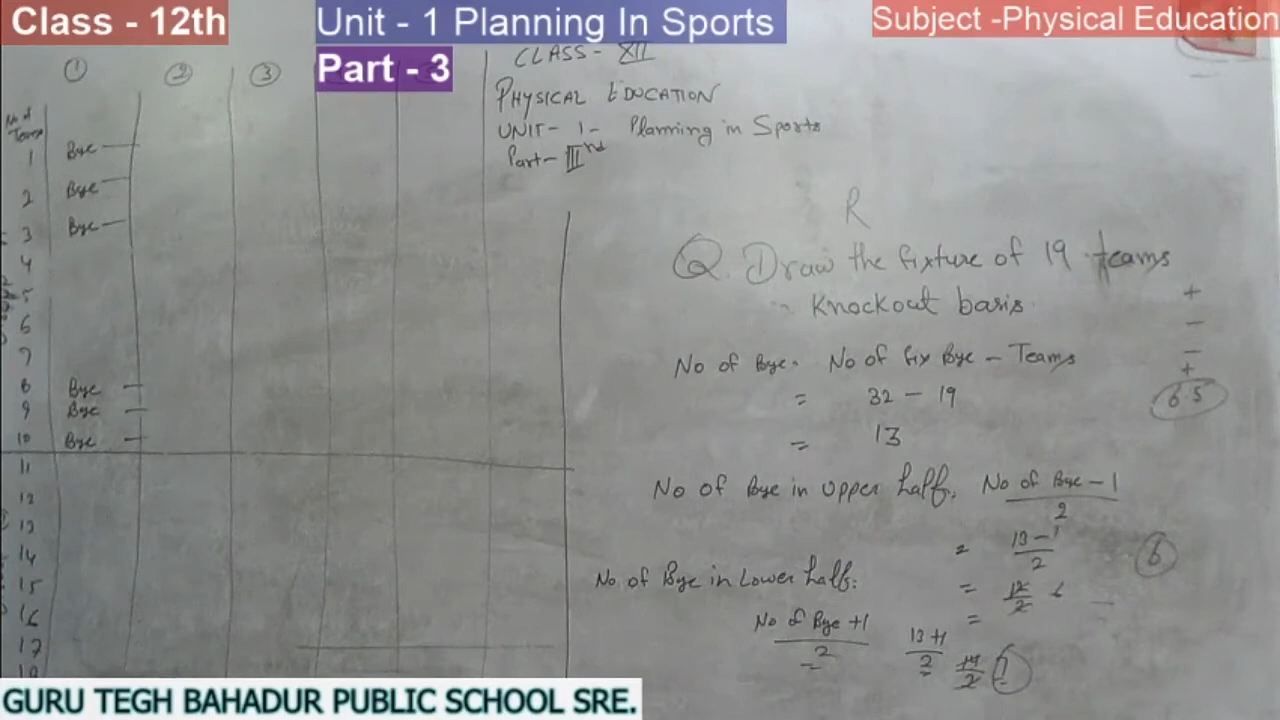 Class - 12th
Unit - 1 Planning In Sports
Subject -Physical Education
Part - 3
CLASS - XII
PHYSICAL EDUCATION
UNIT - 1 - Planning in Sports
Part - IIIrd
① ② ③
No of Teams
1 Bye
2 Bye
3 Bye
4
5
6
7
8 Bye
9 Bye
10 Bye
11
12
13
14
15
16
17
18
R
Q. Draw the fixture of 19 teams
Knockout basis.
No of Bye. No of fix Bye - Teams
= 32 - 19
= 13
+
-
-
+
6.5
No of Bye in upper half. No of Bye - 1
2
= 13 - 1
2
6
= 12 6
2
=
No of Bye in Lower half:
No of Bye + 1 13 + 1
2 2
= = 14 7
2
GURU TEGH BAHADUR PUBLIC SCHOOL SRE.